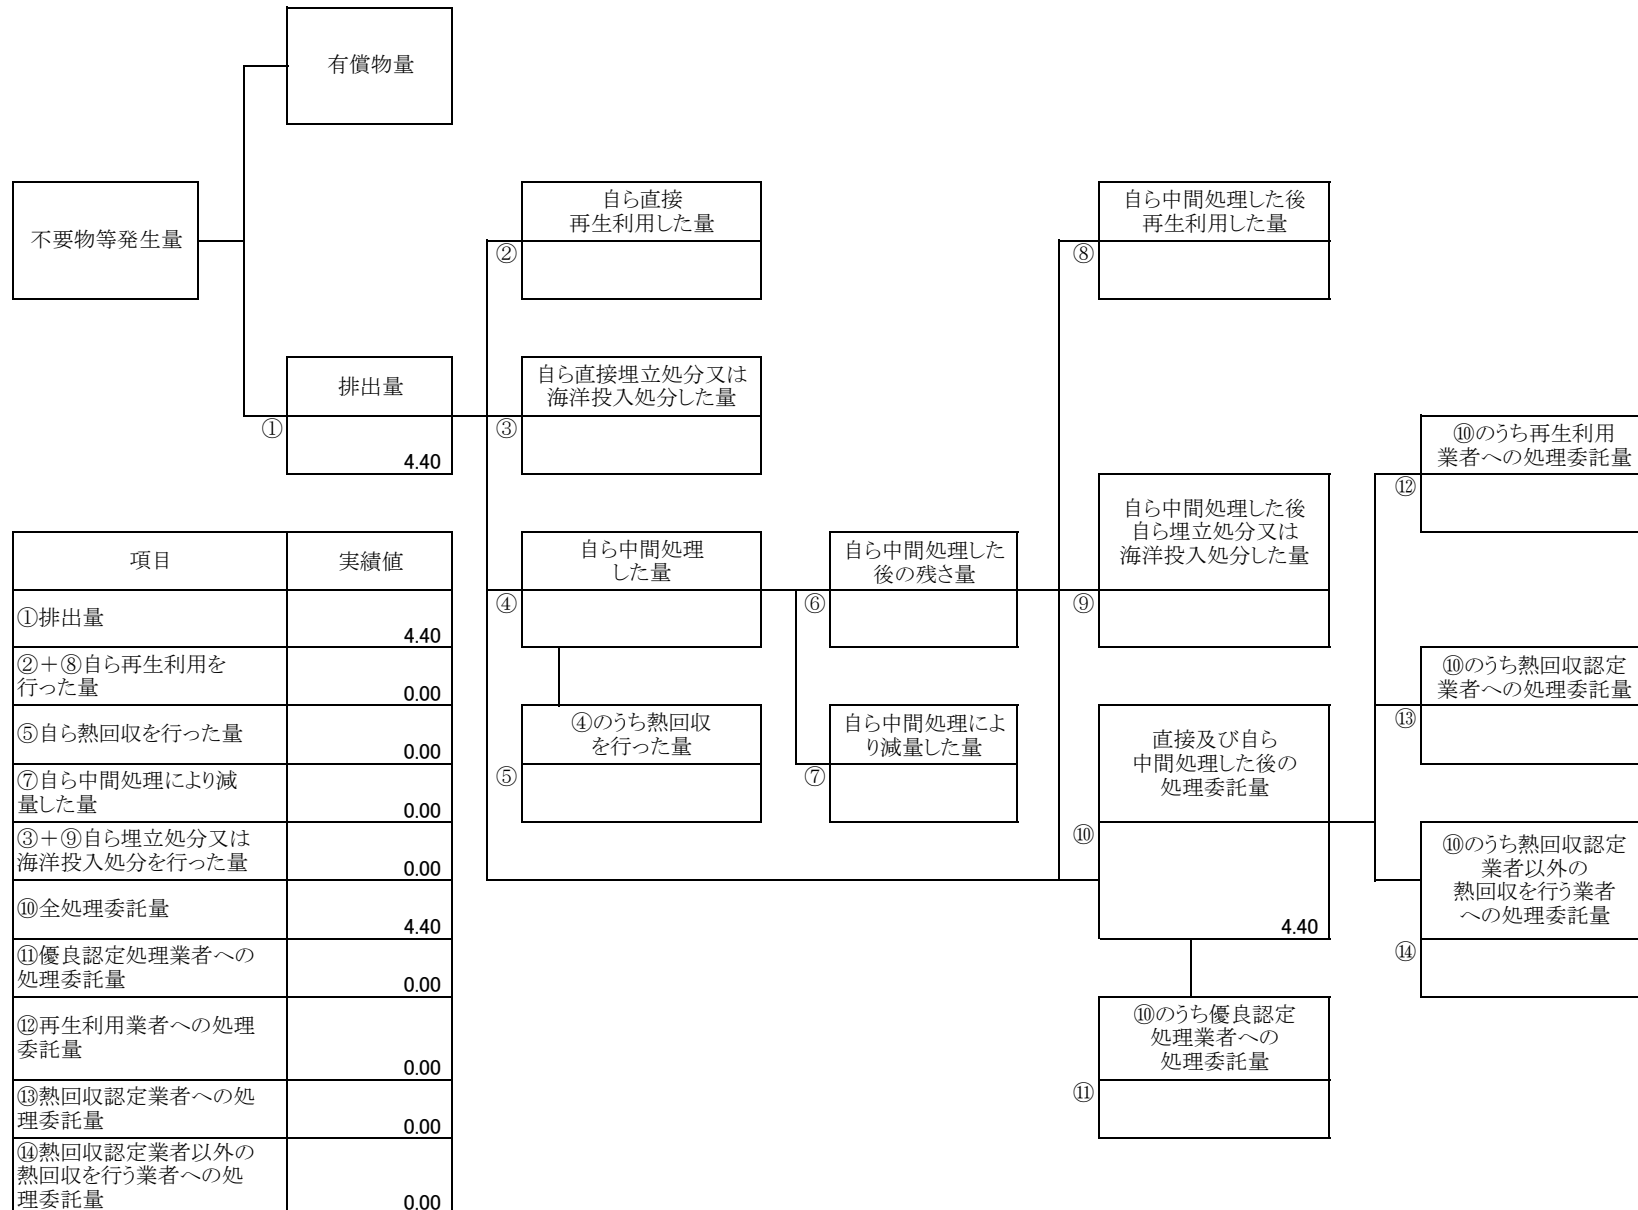 有償物量
不要物等発生量
自ら直接
再生利用した量
②
自ら中間処理した後
再生利用した量
⑧
排出量
①
4.40
自ら直接埋立処分又は
海洋投入処分した量
③
⑩のうち再生利用
業者への処理委託量
⑫
自ら中間処理した後
自ら埋立処分又は
海洋投入処分した量
⑨
自ら中間処理
した量
④
自ら中間処理した
後の残さ量
⑥
⑩のうち熱回収認定
業者への処理委託量
⑬
④のうち熱回収
を行った量
⑤
自ら中間処理によ
り減量した量
⑦
直接及び自ら
中間処理した後の
処理委託量
⑩
4.40
⑩のうち熱回収認定
業者以外の
熱回収を行う業者
への処理委託量
⑭
⑩のうち優良認定
処理業者への
処理委託量
⑪
項目
実績値
①排出量
4.40
②+⑧自ら再生利用を
行った量
0.00
⑤自ら熱回収を行った量
0.00
⑦自ら中間処理により減
量した量
0.00
③+⑨自ら埋立処分又は
海洋投入処分を行った量
0.00
⑩全処理委託量
4.40
⑪優良認定処理業者への
処理委託量
0.00
⑫再生利用業者への処理
委託量
0.00
⑬熱回収認定業者への処
理委託量
0.00
⑭熱回収認定業者以外の
熱回収を行う業者への処
理委託量
0.00